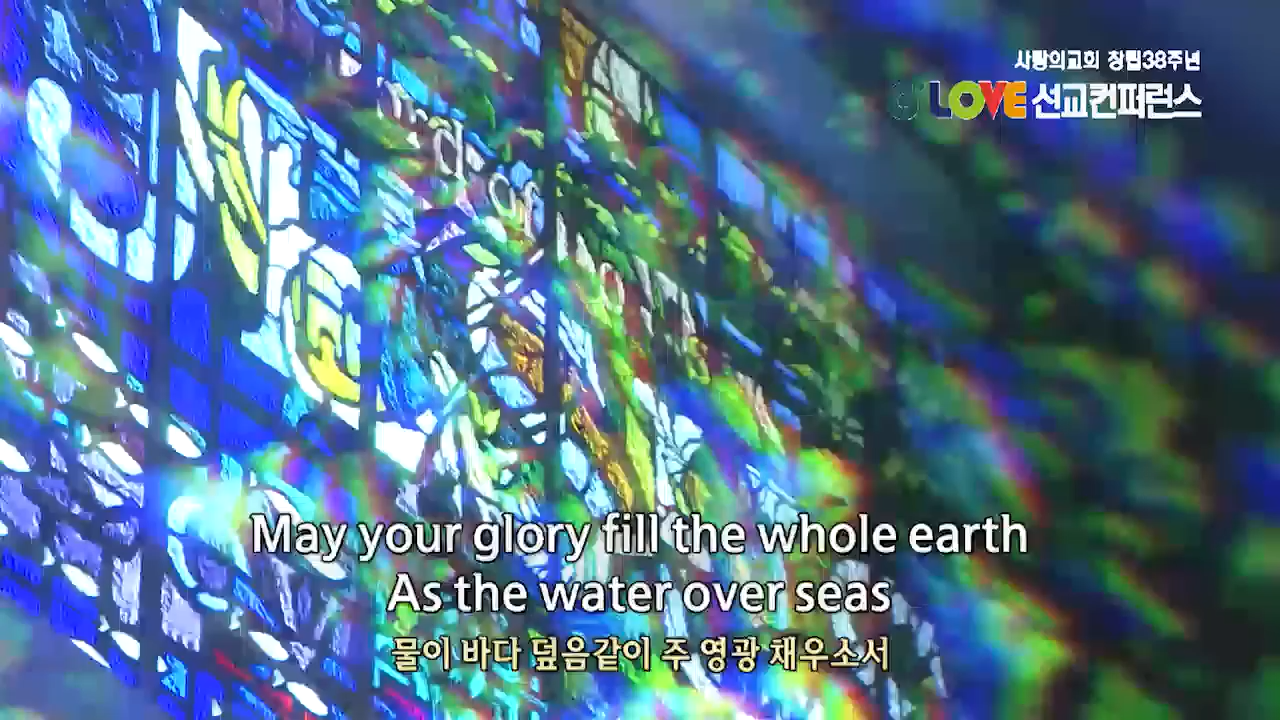 사랑의교회 창립38주년
G'LOVE 선교컨퍼런스
rd of
May your glory fill the whole earth
As the water over seas
물이 바다 덮음같이 주 영광 채우소서